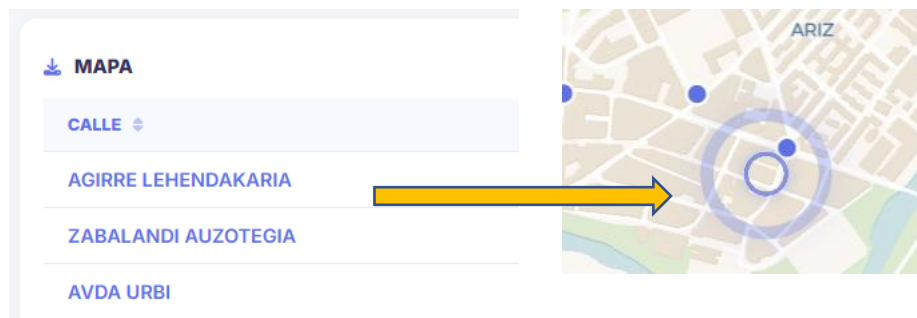 MAPA
CALLE
AGIRRE LEHENDAKARIA
ZABALANDI AUZOTEGIA
AVDA URBI
ARIZ